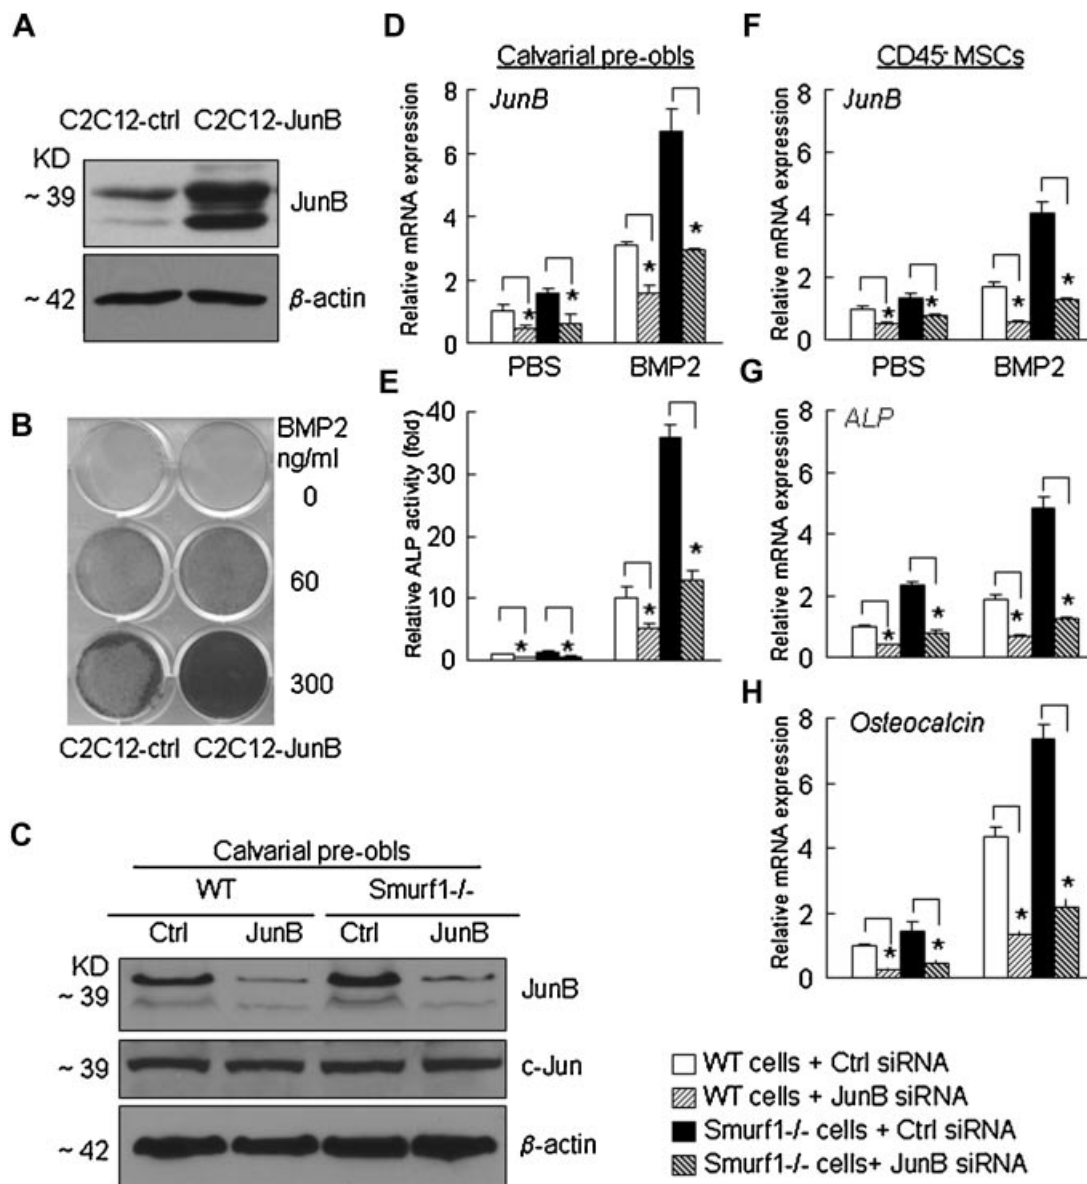 A
C2C12-ctrl C2C12-JunB
KD
~ 39
JunB
~ 42
β-actin
B
BMP2
ng/ml
0
60
300
C2C12-ctrl C2C12-JunB
C
Calvarial pre-obls
WT Smurf1-/-
Ctrl JunB Ctrl JunB
KD
~ 39
JunB
~ 39
c-Jun
~ 42
β-actin
D
Calvarial pre-obls
JunB
Relative mRNA expression
8
6
4
2
0
* * * *
PBS BMP2
E
Relative ALP activity (fold)
40
30
20
10
0
* * * *
F
CD45- MSCs
JunB
Relative mRNA expression
8
6
4
2
0
* * * *
PBS BMP2
G
ALP
Relative mRNA expression
8
6
4
2
0
* * * *
H
Osteocalcin
Relative mRNA expression
8
6
4
2
0
* * * *
WT cells + Ctrl siRNA
WT cells + JunB siRNA
Smurf1-/- cells + Ctrl siRNA
Smurf1-/- cells+ JunB siRNA